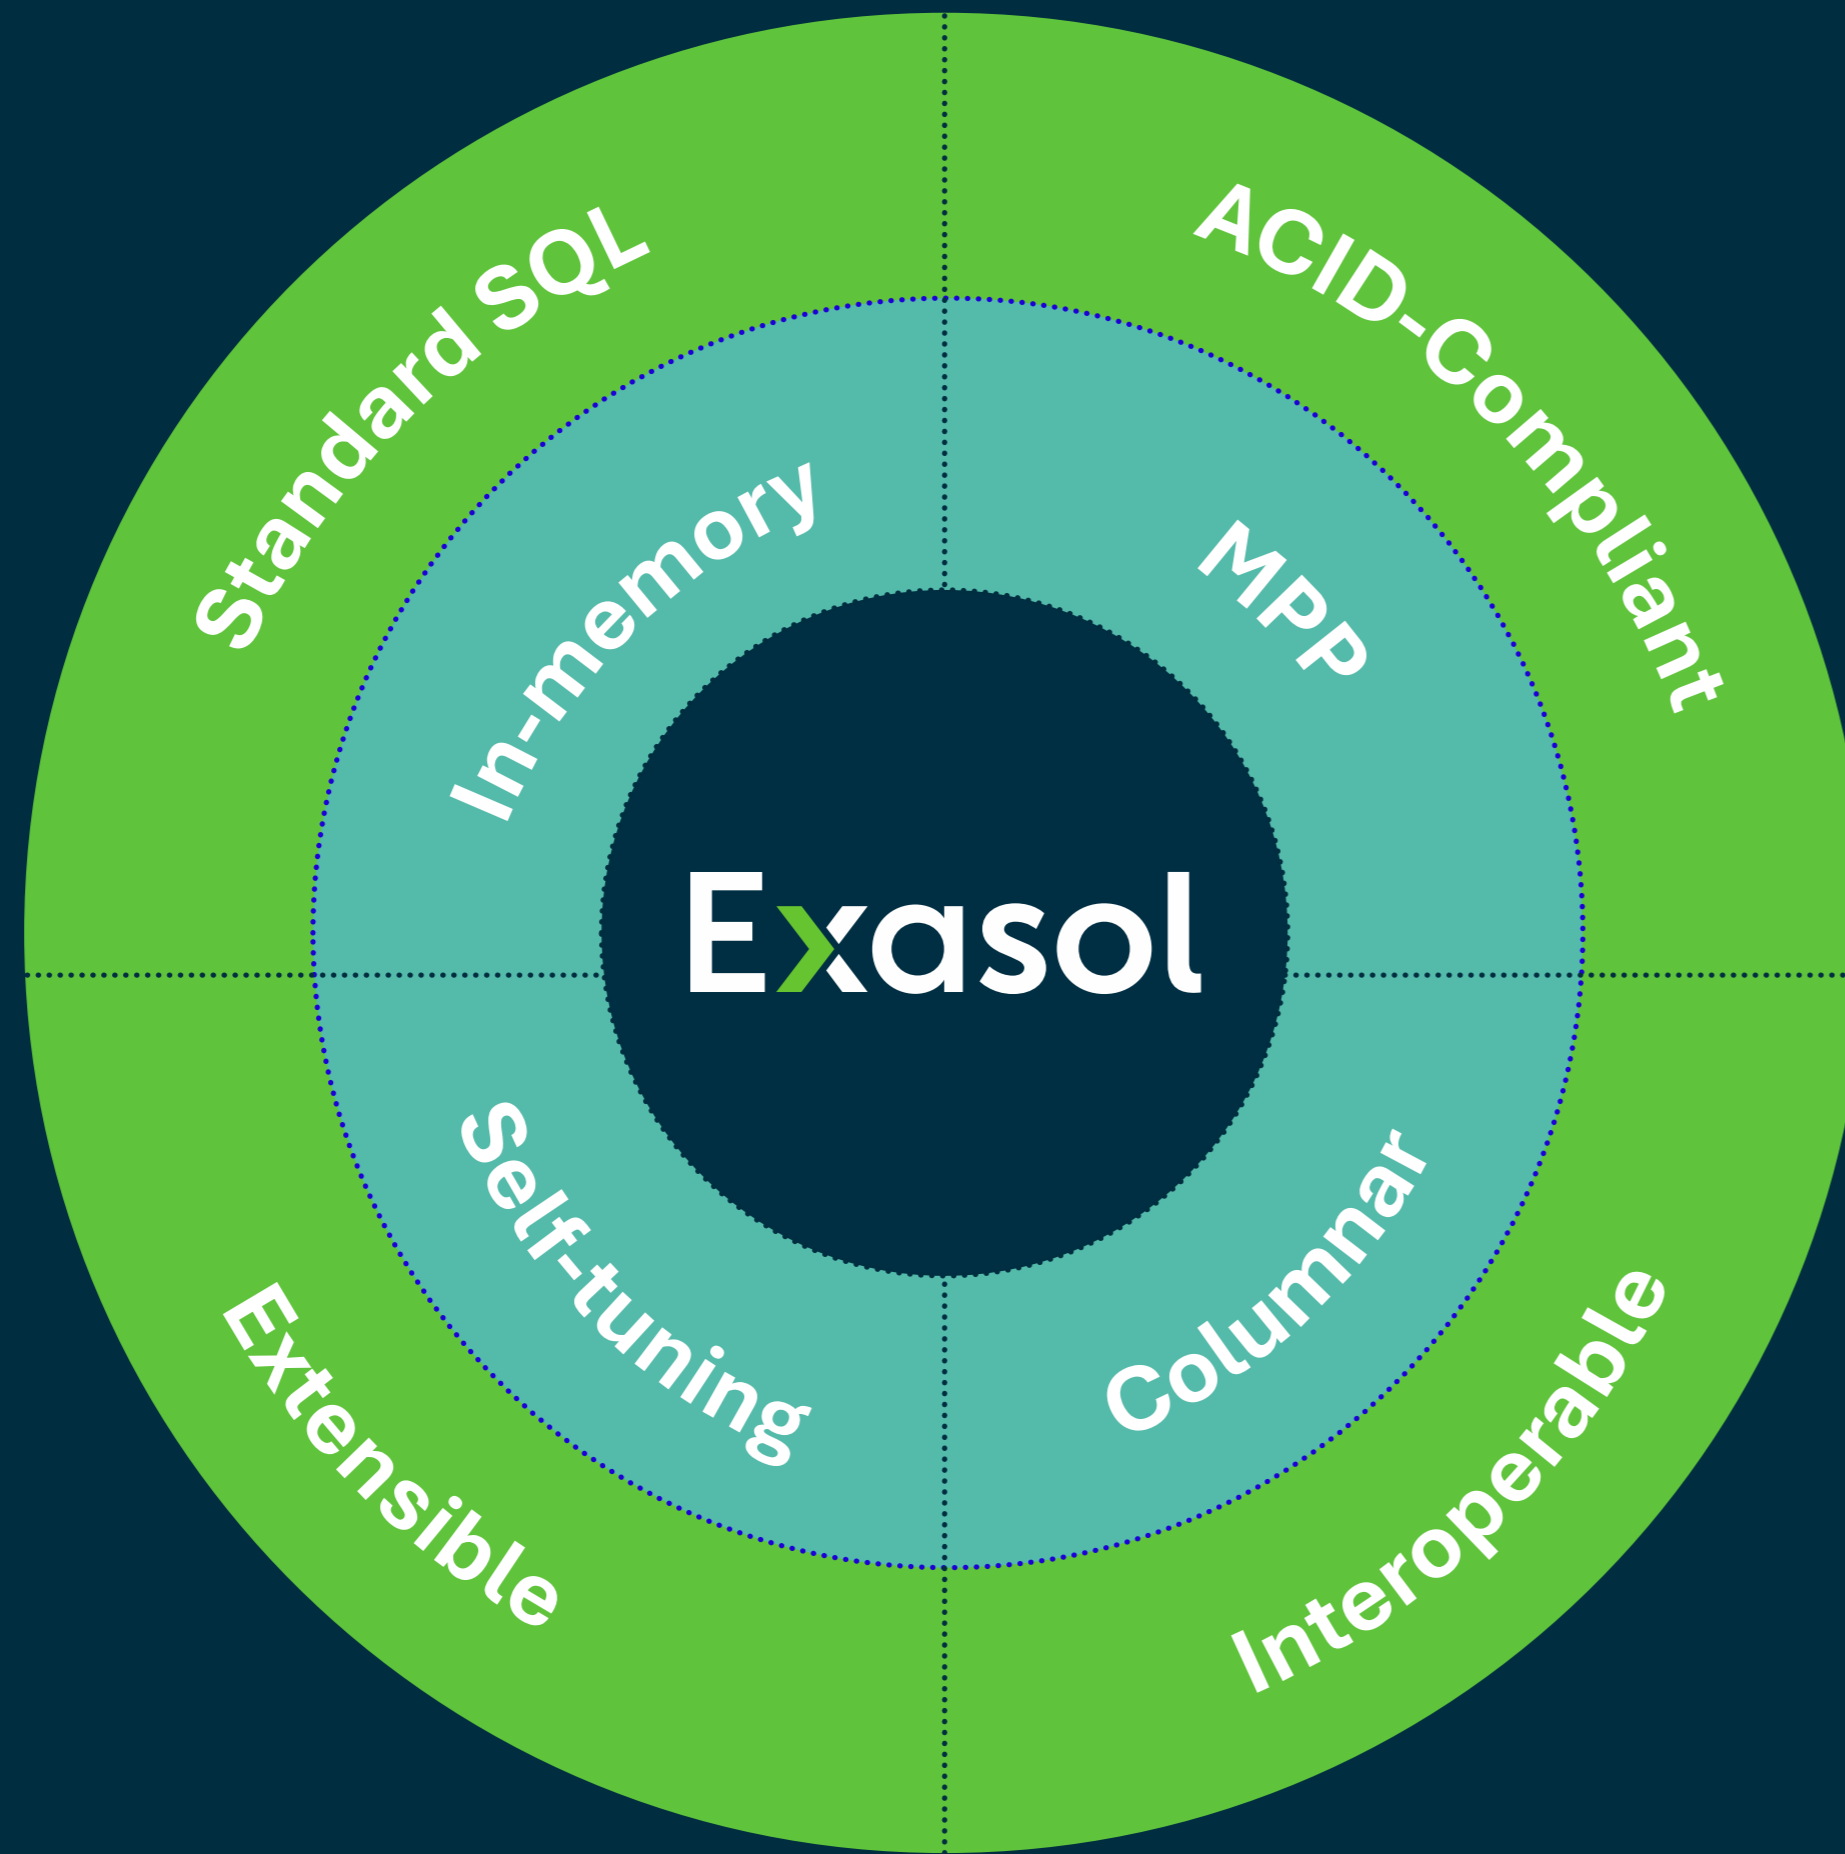 Standard SQL
ACID-Compliant
In-memory
MPP
Exasol
Self-tuning
Columnar
Extensible
Interoperable